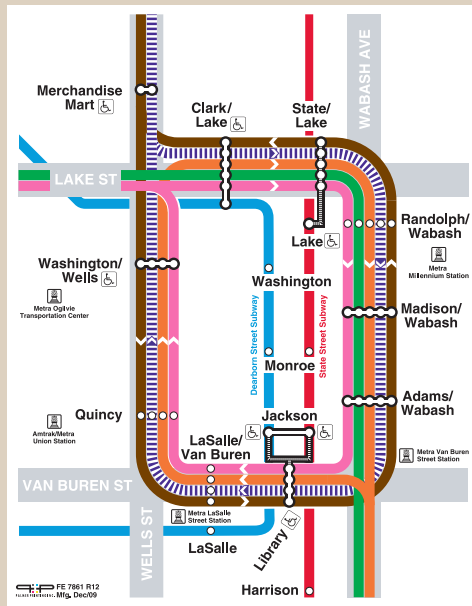 WABASH AVE
Merchandise
Mart
Clark/
Lake
State/
Lake
LAKE ST
Randolph/
Wabash
Lake
Metra
Millennium Station
Washington/
Wells
Washington
Metra Ogilvie
Transportation Center
Dearborn Street Subway
State Street Subway
Madison/
Wabash
Monroe
Quincy
Jackson
Adams/
Wabash
Amtrak/Metra
Union Station
LaSalle/
Van Buren
Metra Van Buren
Street Station
VAN BUREN ST
Metra LaSalle
Street Station
WELLS ST
LaSalle
Library
Harrison
FE 7861 R12
Mfg. Dec/09